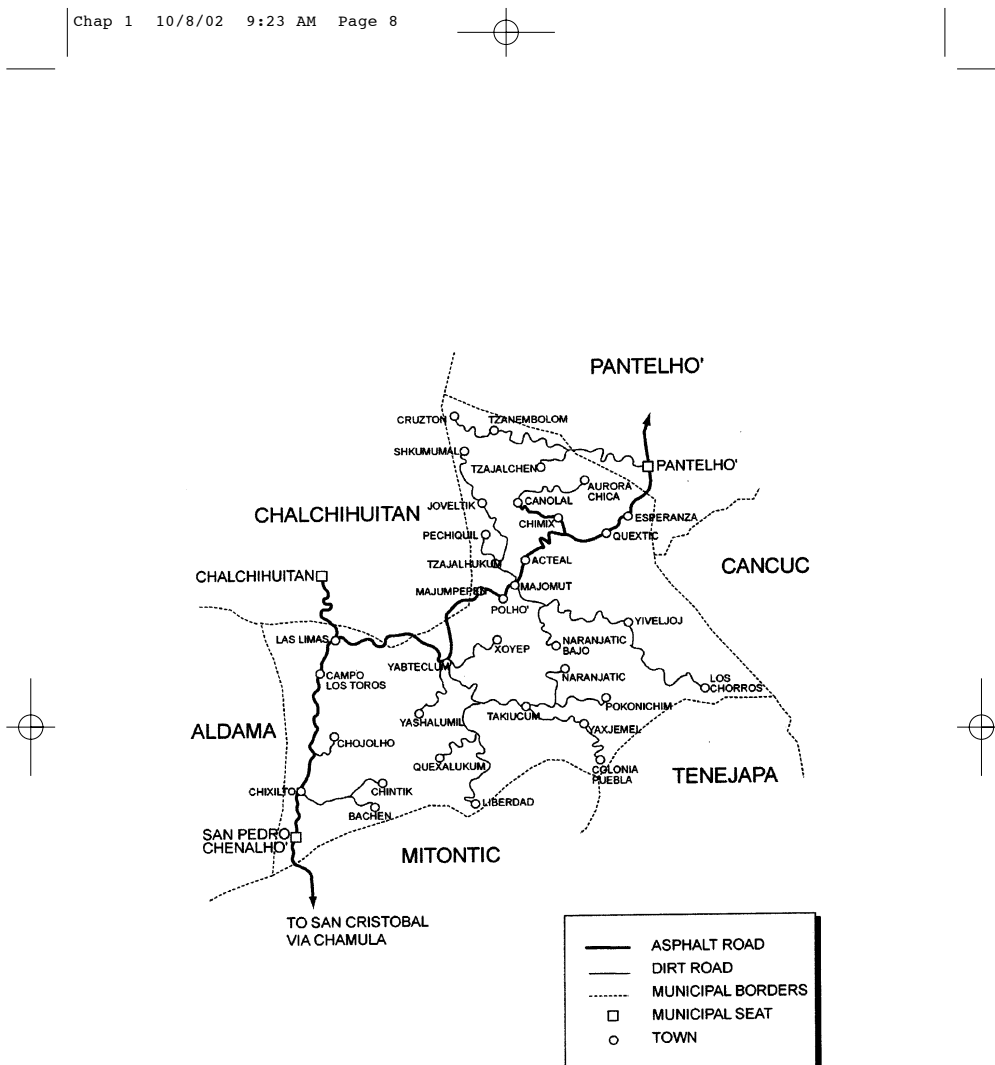 Chap 1 10/8/02 9:23 AM Page 8
PANTELHO'
CRUZTON
TZANEMBOLOM
SHKUMUMAL
TZAJALCHEN
PANTELHO'
AURORA
CHICA
JOVELTIK
CANOLAL
CHALCHIHUITAN
CHIMIX
ESPERANZA
PECHIQUIL
QUEXTIC
TZAJALHUKUM
ACTEAL
CANCUC
CHALCHIHUITAN
MAJUMPEPEN
MAJOMUT
POLHO'
YIVELJOJ
LAS LIMAS
XOYEP
NARANJATIC
BAJO
YABTECLUM
NARANJATIC
CAMPO
LOS TOROS
LOS
CHORROS
POKONICHIM
YASHALUMIL
TAKIUCUM
YAXJEMEL
ALDAMA
CHOJOLHO
QUEXALUKUM
COLONIA
PUEBLA
TENEJAPA
CHIXILTO
CHINTIK
LIBERDAD
BACHEN
SAN PEDRO
CHENALHO'
MITONTIC
TO SAN CRISTOBAL
VIA CHAMULA
ASPHALT ROAD
DIRT ROAD
MUNICIPAL BORDERS
MUNICIPAL SEAT
TOWN